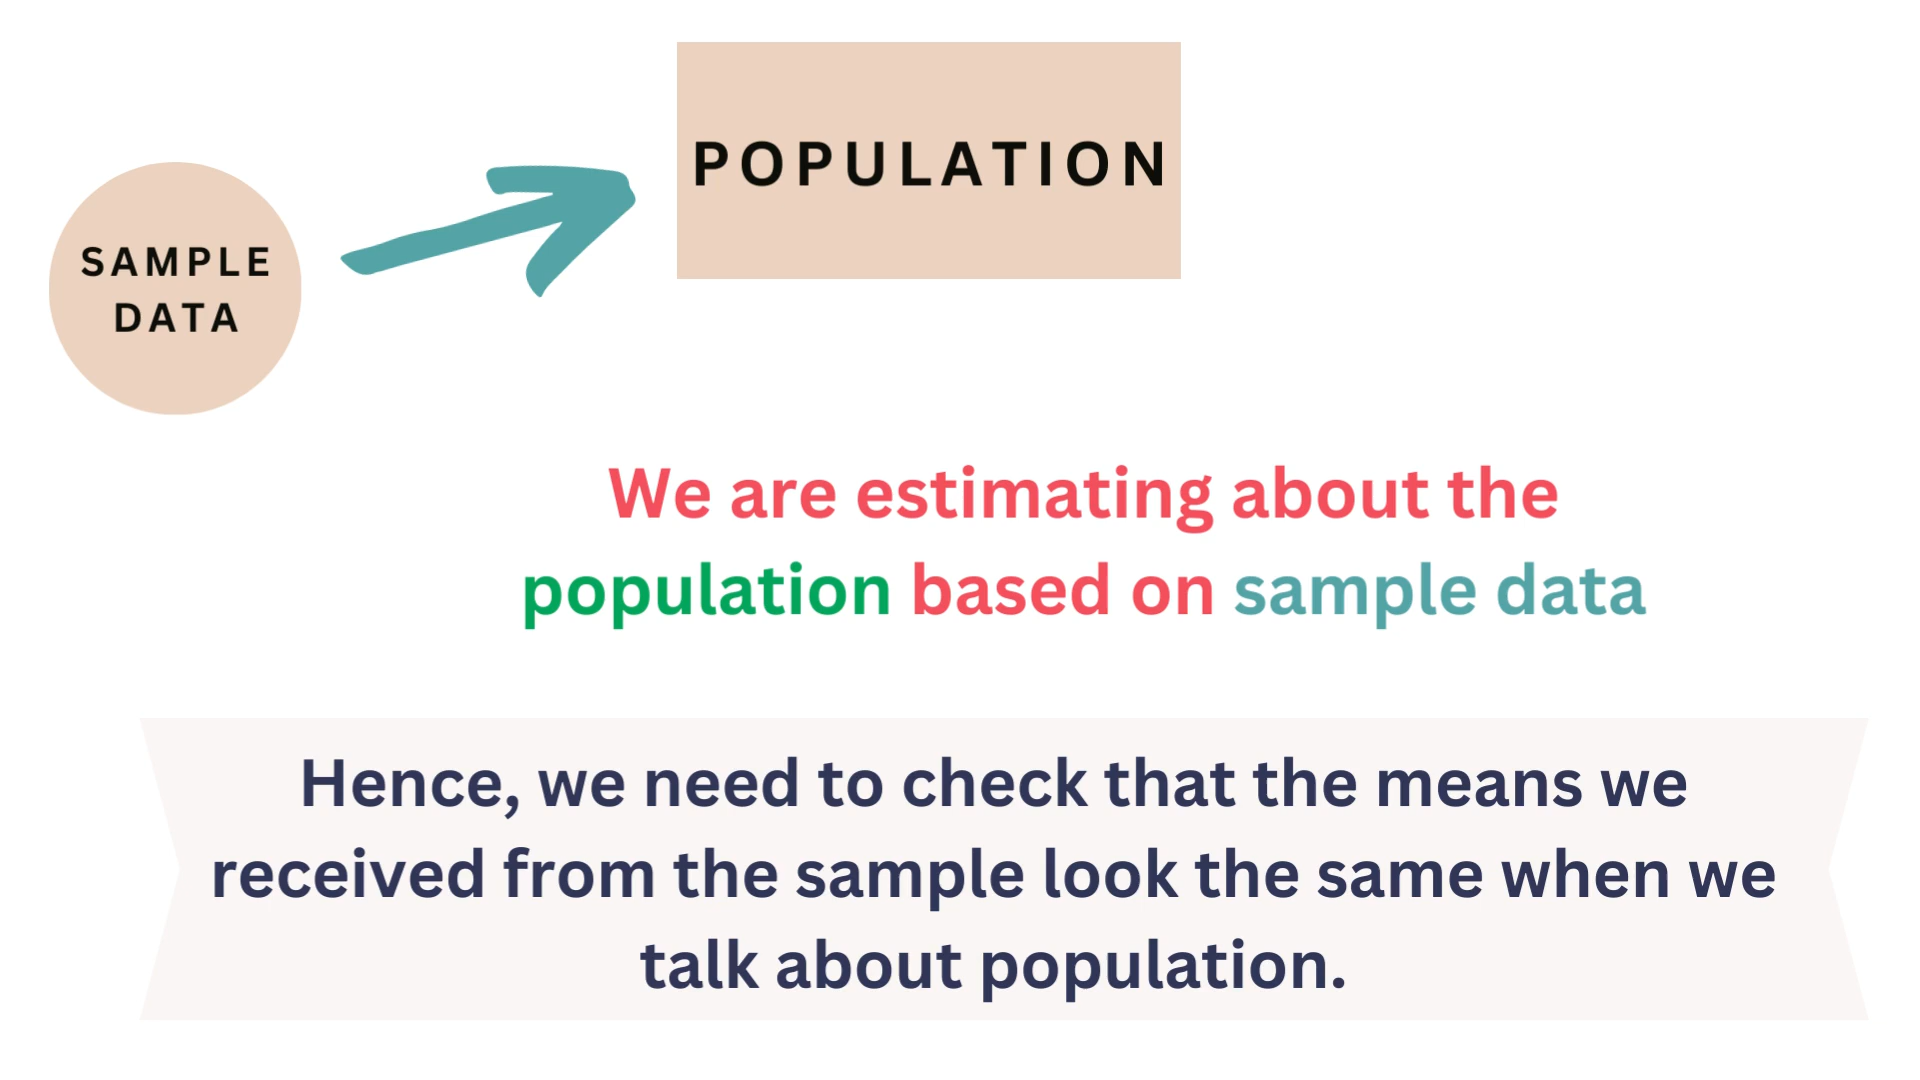 POPULATION
SAMPLE
DATA
We are estimating about the
population based on sample data
Hence, we need to check that the means we
received from the sample look the same when we
talk about population.